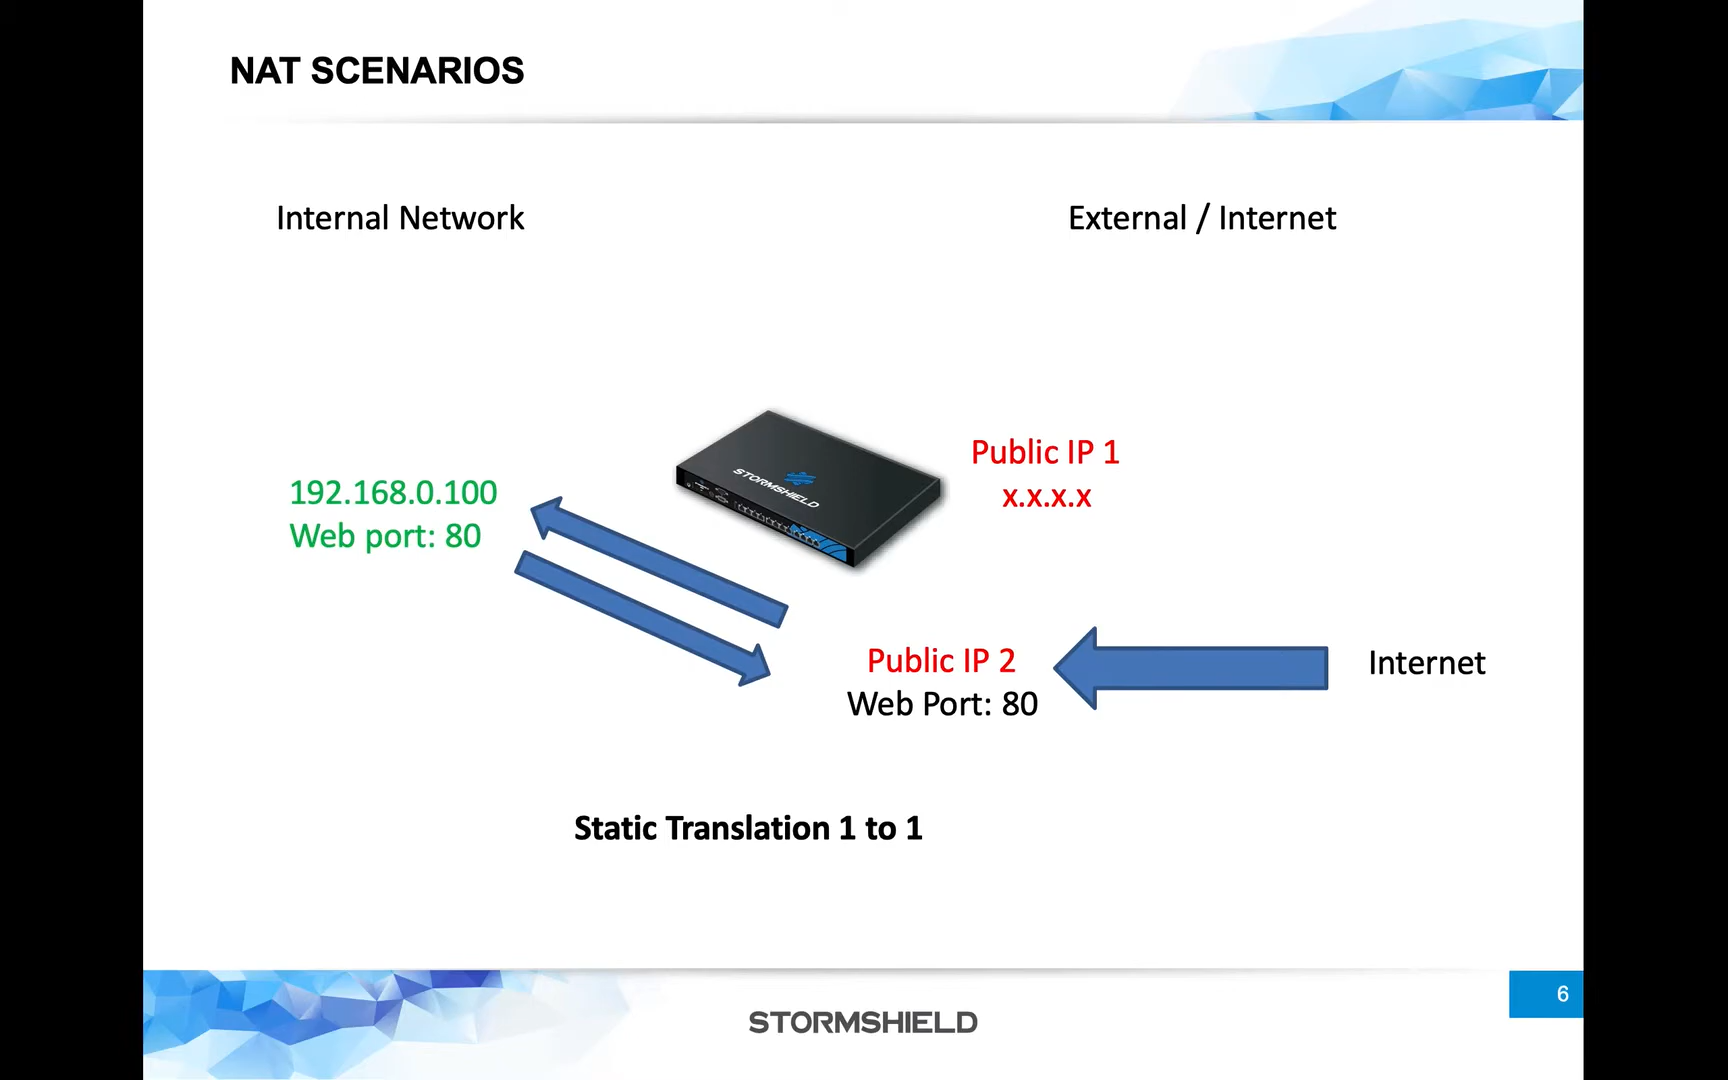 NAT SCENARIOS
Internal Network
External / Internet
STORMSHIELD
Public IP 1
x.x.x.x
192.168.0.100
Web port: 80
Public IP 2
Web Port: 80
Internet
Static Translation 1 to 1
STORMSHIELD
6